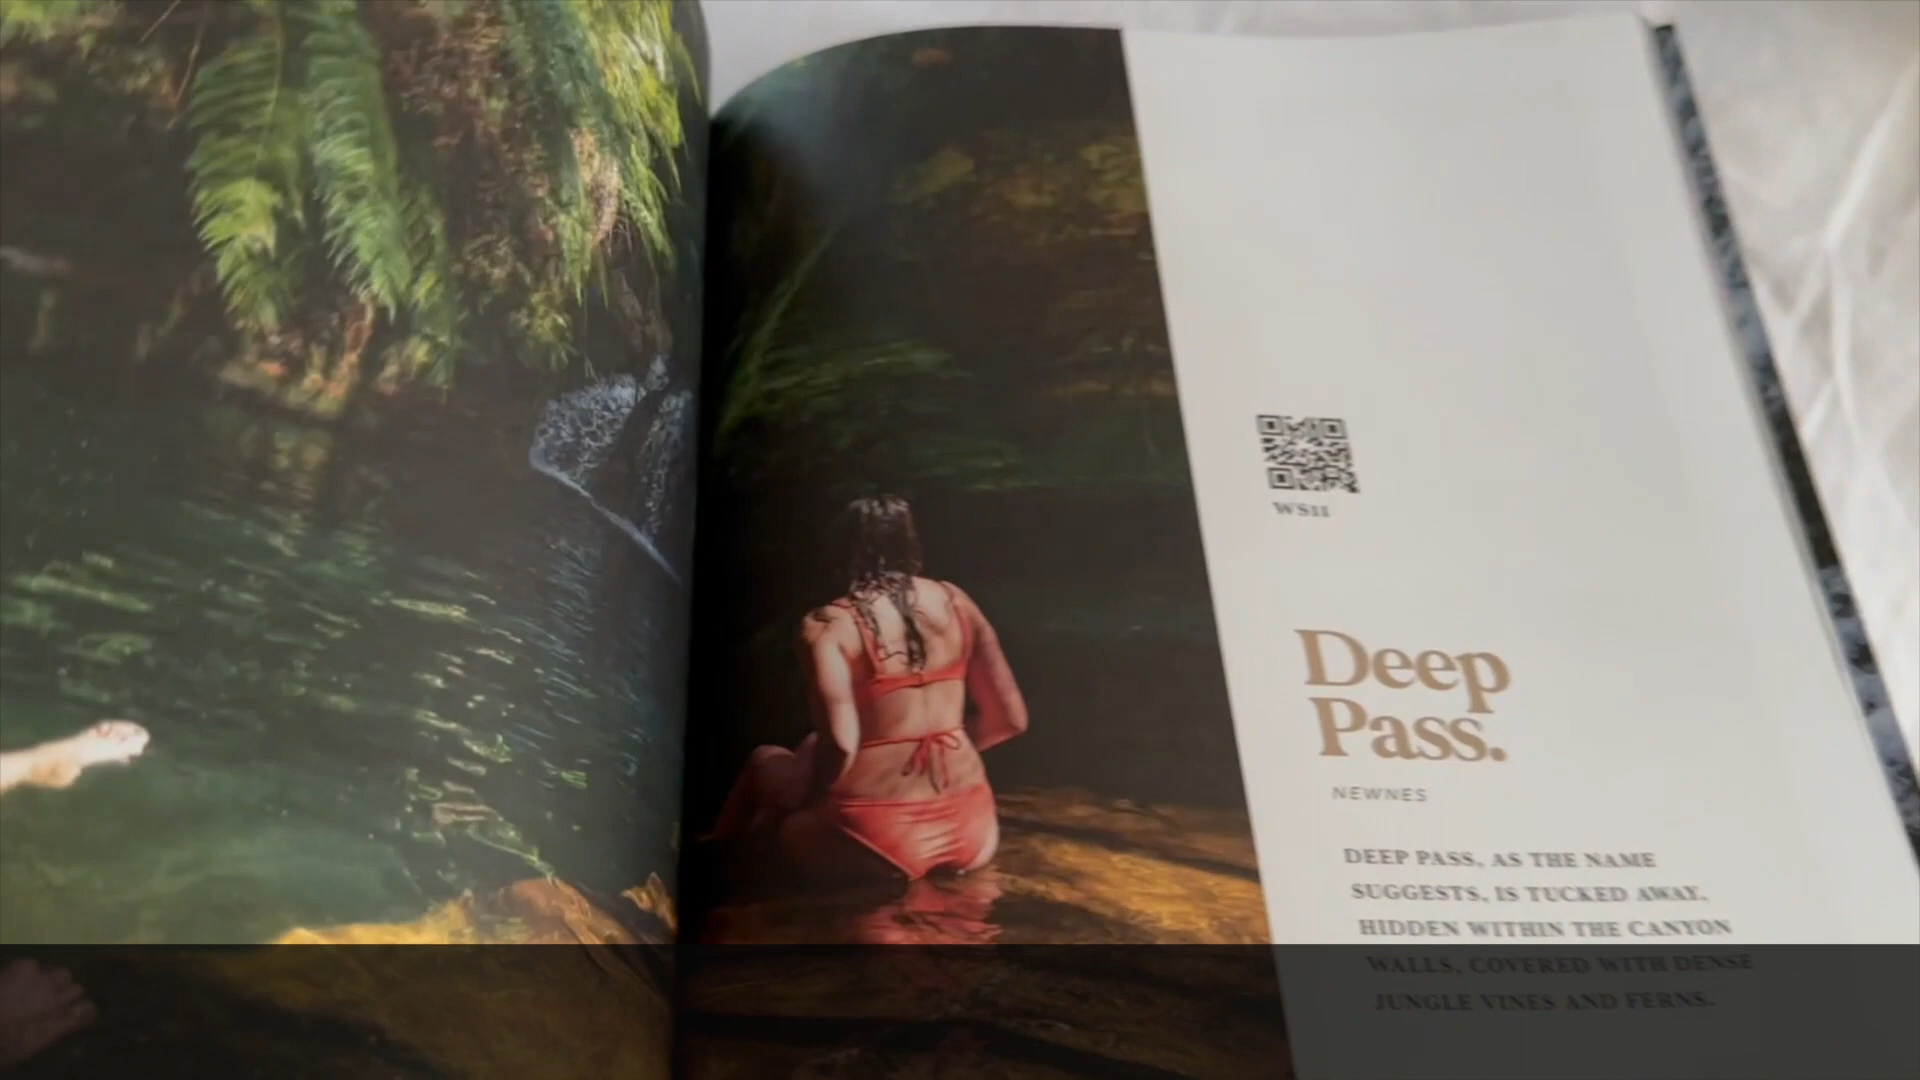 WS11
Deep
Pass.
NEWNES
DEEP PASS, AS THE NAME
SUGGESTS, IS TUCKED AWAY,
HIDDEN WITHIN THE CANYON
WALLS, COVERED WITH DENSE
JUNGLE VINES AND FERNS.